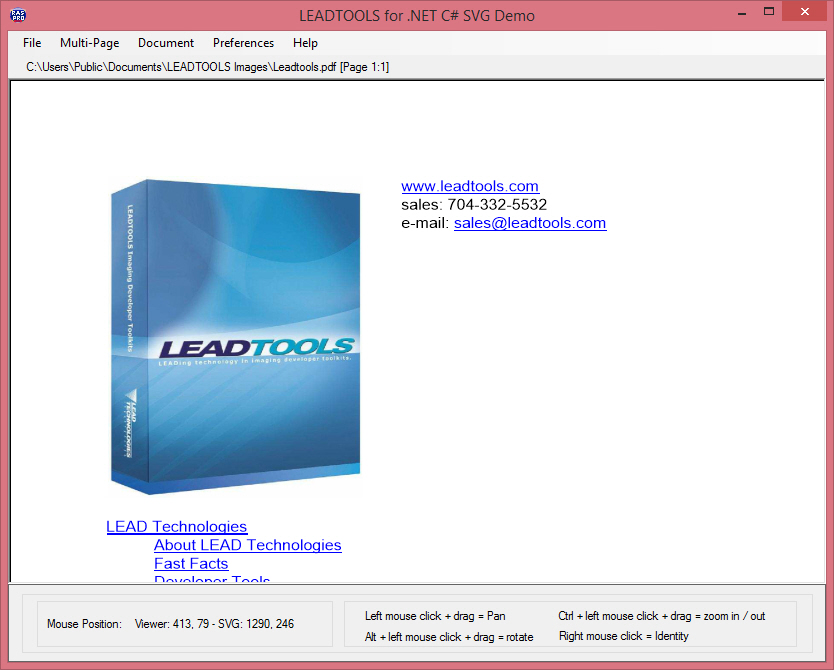 RAS
PRO
LEADTOOLS for .NET C# SVG Demo
File Multi-Page Document Preferences Help
C:\Users\Public\Documents\LEADTOOLS Images\Leadtools.pdf [Page 1:1]
www.leadtools.com
sales: 704-332-5532
e-mail: sales@leadtools.com
LEADTOOLS Imaging Developer Toolkits
LEADTOOLS
LEADing technology in imaging developer toolkits.
LEAD
TECHNOLOGIES
LEAD Technologies
About LEAD Technologies
Fast Facts
Developer Tools
Mouse Position: Viewer: 413, 79 - SVG: 1290, 246
Left mouse click + drag = Pan Ctrl + left mouse click + drag = zoom in / out
Alt + left mouse click + drag = rotate Right mouse click = Identity